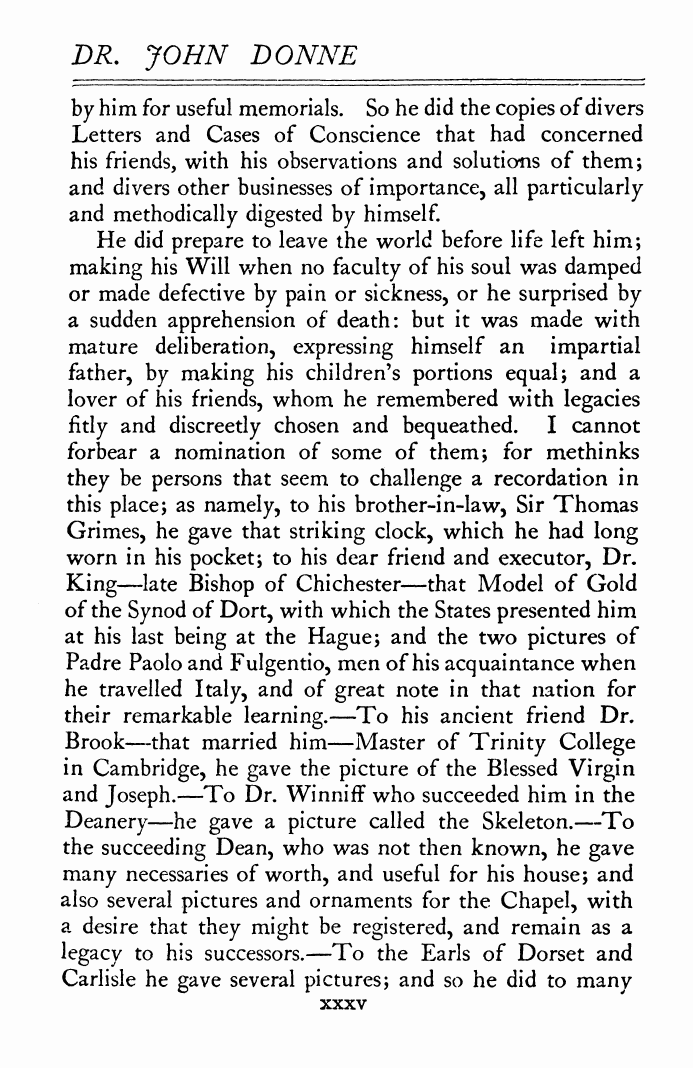 DR. JOHN DONNE
by him for useful memorials. So he did the copies of divers
Letters and Cases of Conscience that had concerned
his friends, with his observations and solutions of them;
and divers other businesses of importance, all particularly
and methodically digested by himself.
He did prepare to leave the world before life left him;
making his Will when no faculty of his soul was damped
or made defective by pain or sickness, or he surprised by
a sudden apprehension of death: but it was made with
mature deliberation, expressing himself an impartial
father, by making his children's portions equal; and a
lover of his friends, whom he remembered with legacies
fitly and discreetly chosen and bequeathed. I cannot
forbear a nomination of some of them; for methinks
they be persons that seem to challenge a recordation in
this place; as namely, to his brother-in-law, Sir Thomas
Grimes, he gave that striking clock, which he had long
worn in his pocket; to his dear friend and executor, Dr.
King—late Bishop of Chichester—that Model of Gold
of the Synod of Dort, with which the States presented him
at his last being at the Hague; and the two pictures of
Padre Paolo and Fulgentio, men of his acquaintance when
he travelled Italy, and of great note in that nation for
their remarkable learning.—To his ancient friend Dr.
Brook—that married him—Master of Trinity College
in Cambridge, he gave the picture of the Blessed Virgin
and Joseph.—To Dr. Winniff who succeeded him in the
Deanery—he gave a picture called the Skeleton.—To
the succeeding Dean, who was not then known, he gave
many necessaries of worth, and useful for his house; and
also several pictures and ornaments for the Chapel, with
a desire that they might be registered, and remain as a
legacy to his successors.—To the Earls of Dorset and
Carlisle he gave several pictures; and so he did to many
xxxv